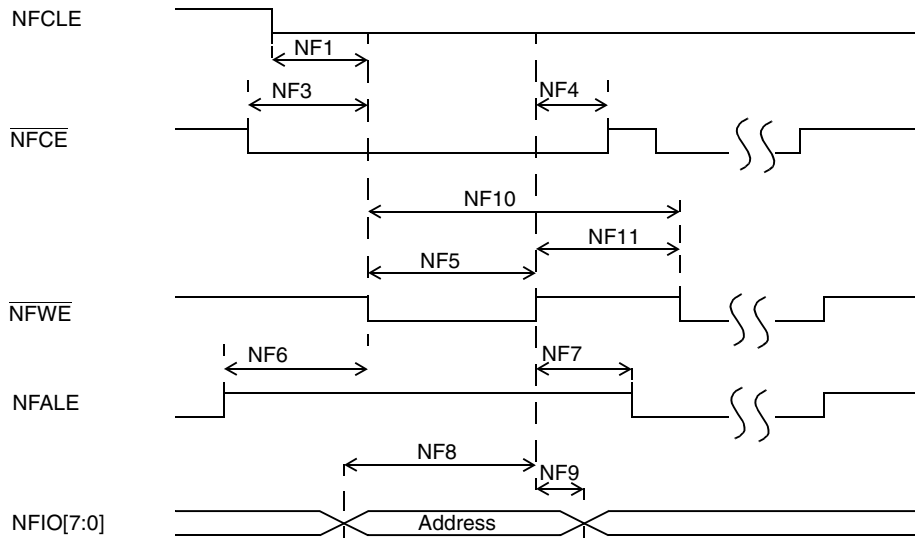 NFCLE
NF1
NF3
NF4
NFCE
NF10
NF11
NF5
NFWE
NF6
NF7
NFALE
NF8
NF9
NFIO[7:0]
Address